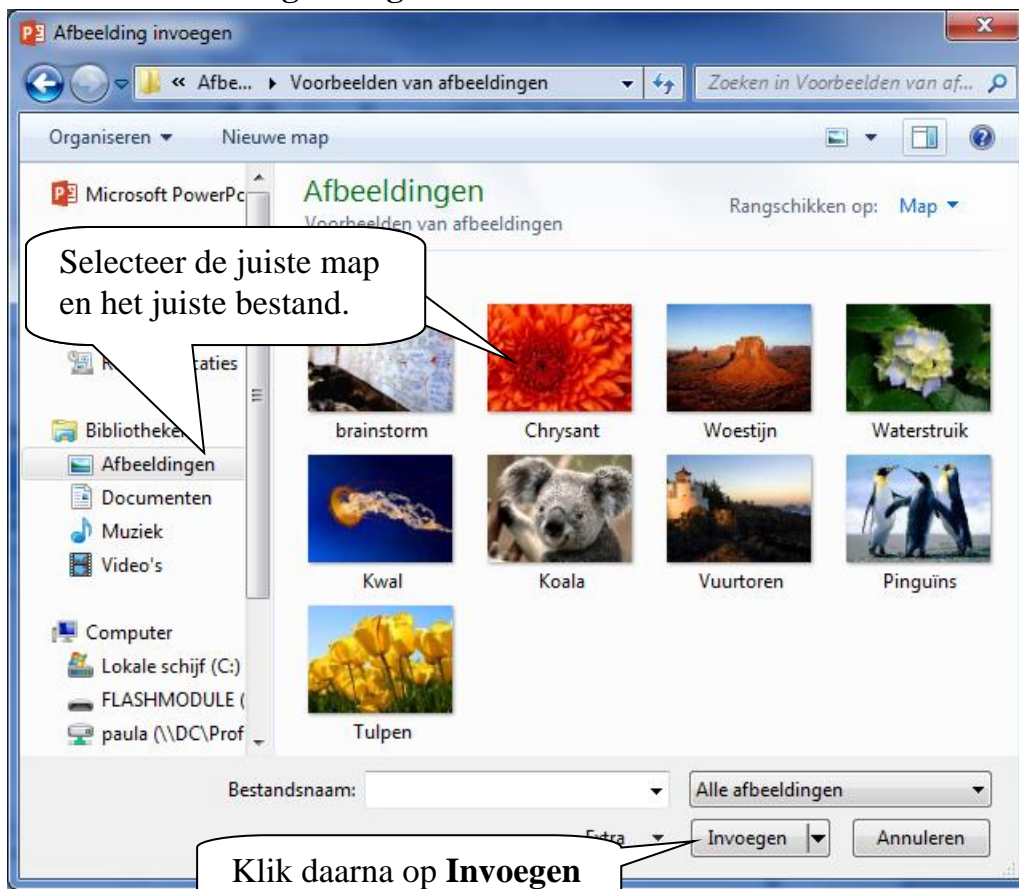 Afbeelding invoegen
« Afbe... Voorbeelden van afbeeldingen
Zoeken in Voorbeelden van af...
Organiseren Nieuwe map
Microsoft PowerPc
Afbeeldingen
Voorbeelden van afbeeldingen
Rangschikken op: Map
Selecteer de juiste map
en het juiste bestand.
Bibliotheken
Afbeeldingen
Documenten
Muziek
Video's
Computer
Lokale schijf (C:)
FLASHMODULE (
paula (\\DC\Prof
brainstorm Chrysant Woestijn Waterstruik
Kwal Koala Vuurtoren Pinguïns
Tulpen
Bestandsnaam: Alle afbeeldingen
Extra Invoegen Annuleren
Klik daarna op Invoegen